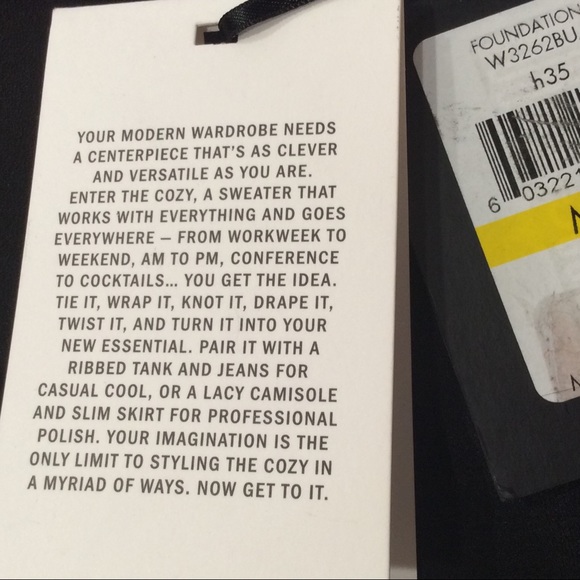 YOUR MODERN WARDROBE NEEDS
A CENTERPIECE THAT'S AS CLEVER
AND VERSATILE AS YOU ARE.
ENTER THE COZY, A SWEATER THAT
WORKS WITH EVERYTHING AND GOES
EVERYWHERE – FROM WORKWEEK TO
WEEKEND, AM TO PM, CONFERENCE
TO COCKTAILS... YOU GET THE IDEA.
TIE IT, WRAP IT, KNOT IT, DRAPE IT,
TWIST IT, AND TURN IT INTO YOUR
NEW ESSENTIAL. PAIR IT WITH A
RIBBED TANK AND JEANS FOR
CASUAL COOL, OR A LACY CAMISOLE
AND SLIM SKIRT FOR PROFESSIONAL
POLISH. YOUR IMAGINATION IS THE
ONLY LIMIT TO STYLING THE COZY IN
A MYRIAD OF WAYS. NOW GET TO IT.
FOUNDATION
W3262BU
h35
6 03221